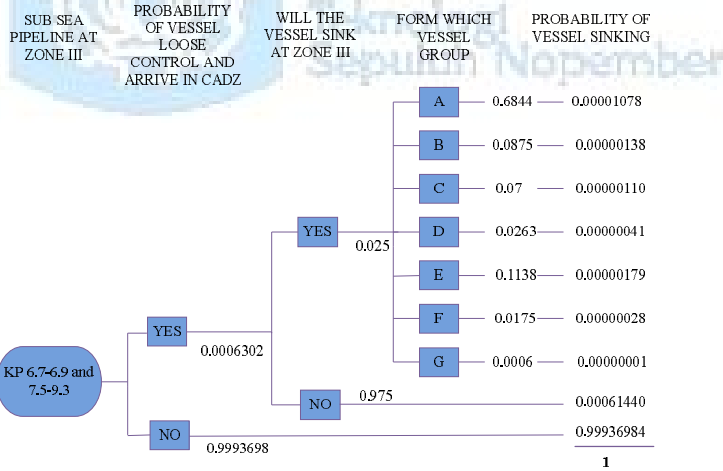 SUB SEA
PIPELINE AT
ZONE III
PROBABILITY
OF VESSEL
LOOSE
CONTROL AND
ARRIVE IN CADZ
WILL THE
VESSEL SINK
AT ZONE III
FORM WHICH
VESSEL
GROUP
PROBABILITY OF
VESSEL SINKING
Sepuluh Nopember
A 0.6844 0.00001078
B 0.0875 0.00000138
C 0.07 0.00000110
YES
0.025
D 0.0263 0.00000041
E 0.1138 0.00000179
F 0.0175 0.00000028
YES
0.0006302
G 0.0006 0.00000001
KP 6.7-6.9 and
7.5-9.3
NO 0.975 0.00061440
NO 0.9993698 0.99936984
1